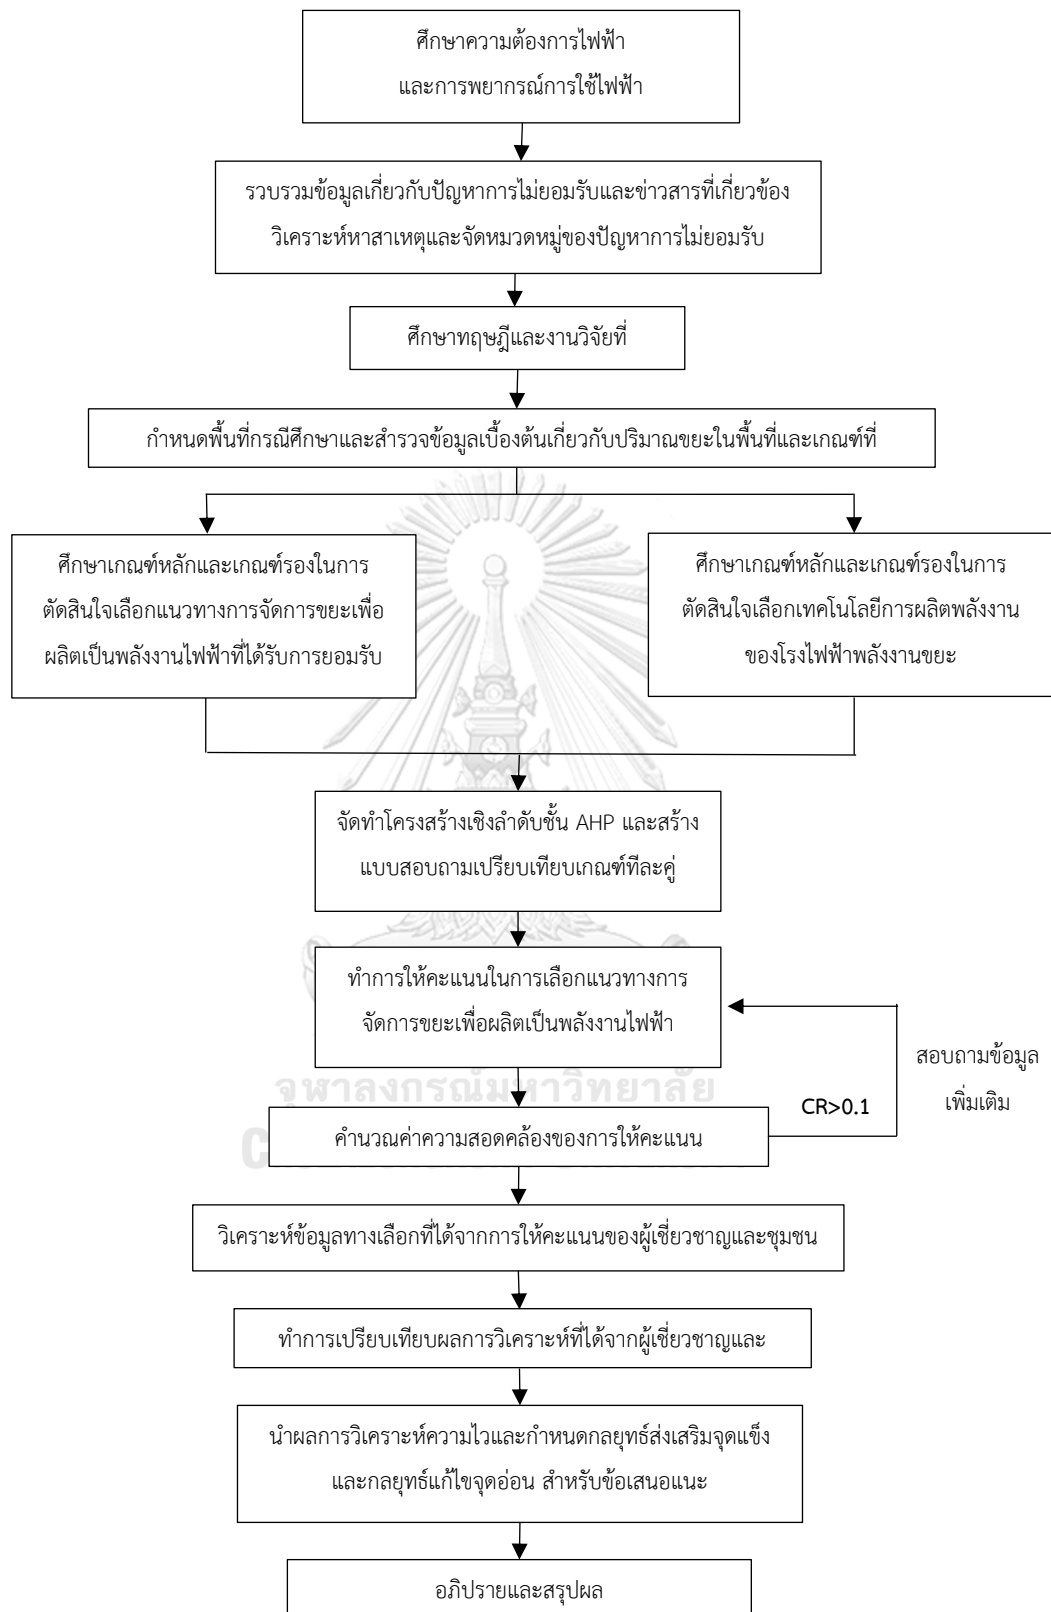 ศึกษาความต้องการไฟฟ้า
และการพยากรณ์การใช้ไฟฟ้า
รวบรวมข้อมูลเกี่ยวกับปัญหาการไม่ยอมรับและข่าวสารที่เกี่ยวข้อง
วิเคราะห์หาสาเหตุและจัดหมวดหมู่ของปัญหาการไม่ยอมรับ
ศึกษาทฤษฎีและงานวิจัยที่
กำหนดพื้นที่กรณีศึกษาและสำรวจข้อมูลเบื้องต้นเกี่ยวกับปริมาณขยะในพื้นที่และเกณฑ์ที่
ศึกษาเกณฑ์หลักและเกณฑ์รองในการ
ตัดสินใจเลือกแนวทางการจัดการขยะเพื่อ
ผลิตเป็นพลังงานไฟฟ้าที่ได้รับการยอมรับ
ศึกษาเกณฑ์หลักและเกณฑ์รองในการ
ตัดสินใจเลือกเทคโนโลยีการผลิตพลังงาน
ของโรงไฟฟ้าพลังงานขยะ
จัดทำโครงสร้างเชิงลำดับชั้น AHP และสร้าง
แบบสอบถามเปรียบเทียบเกณฑ์ทีละคู่
ทำการให้คะแนนในการเลือกแนวทางการ
จัดการขยะเพื่อผลิตเป็นพลังงานไฟฟ้า
สอบถามข้อมูล
เพิ่มเติม
จุฬาลงกรณ์มหาวิทยาลัย
CR>0.1
คำนวณค่าความสอดคล้องของการให้คะแนน
วิเคราะห์ข้อมูลทางเลือกที่ได้จากการให้คะแนนของผู้เชี่ยวชาญและชุมชน
ทำการเปรียบเทียบผลการวิเคราะห์ที่ได้จากผู้เชี่ยวชาญและ
นำผลการวิเคราะห์ความไวและกำหนดกลยุทธ์ส่งเสริมจุดแข็ง
และกลยุทธ์แก้ไขจุดอ่อน สำหรับข้อเสนอแนะ
อภิปรายและสรุปผล